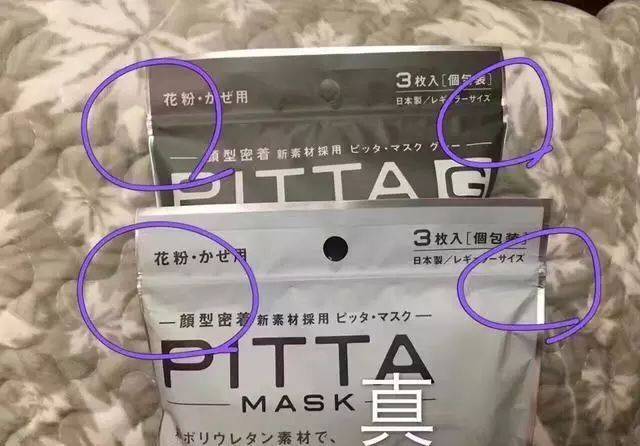 花粉・かぜ用
3枚入[個包装]
日本製/レギュラーサイズ
顔型密着 新素材採用 ピッタ・マスク グレー
PITTA G
花粉・かぜ用
3枚入[個包装]
日本製/レギュラーサイズ
顔型密着 新素材採用 ピッタ・マスク
PITTA
MASK
真
ポリウレタン素材で、